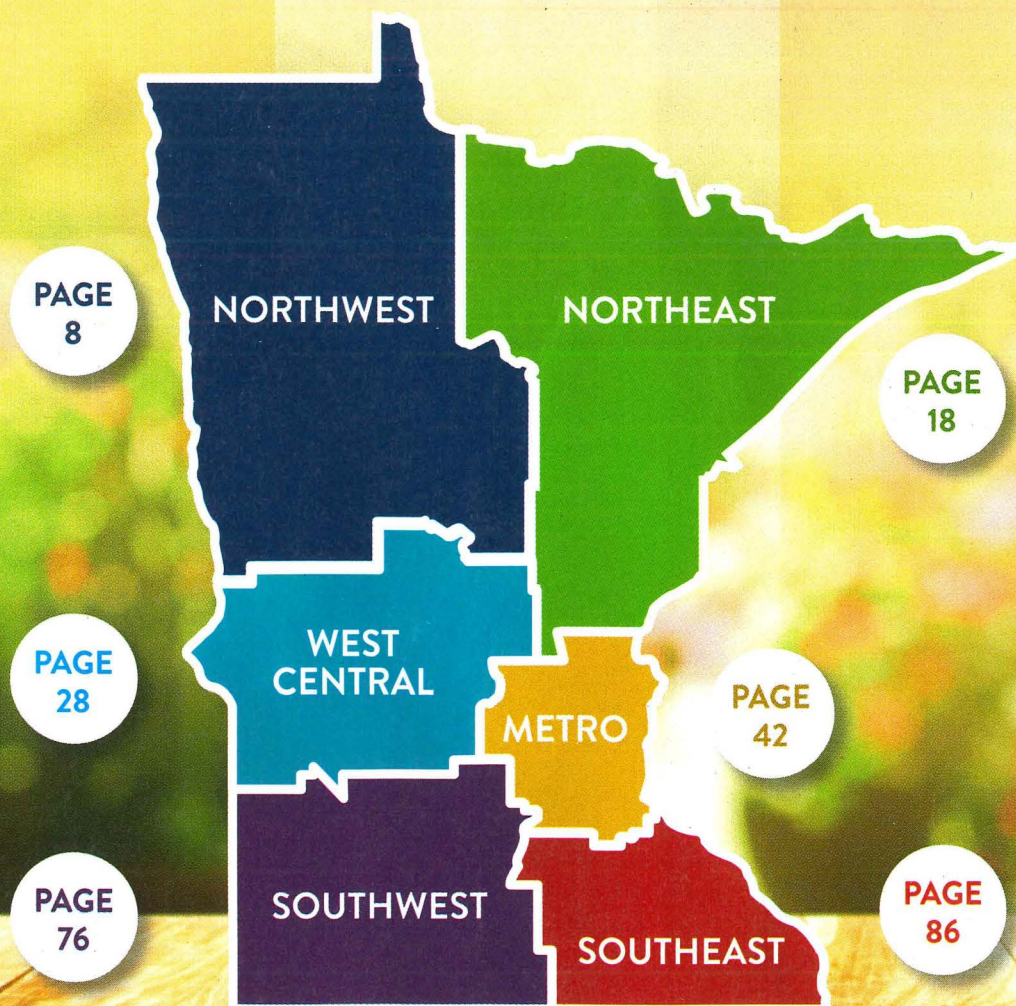 PAGE
8
NORTHWEST
NORTHEAST
PAGE
18
PAGE
28
WEST
CENTRAL
METRO
PAGE
42
PAGE
76
SOUTHWEST
SOUTHEAST
PAGE
86